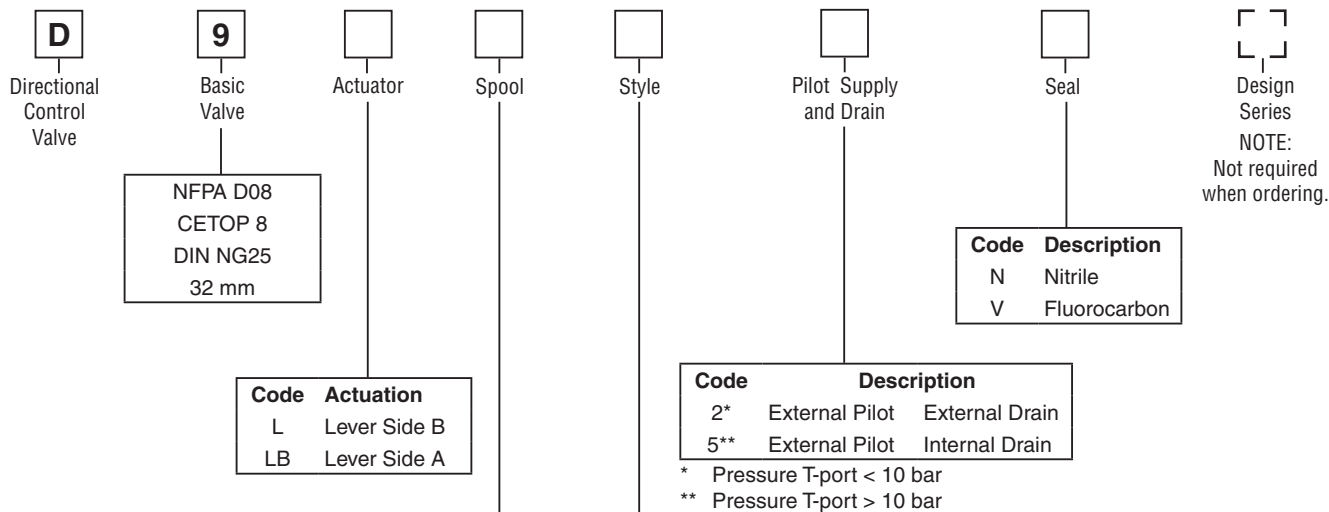 D
9
Directional
Control
Valve
Basic
Valve
Actuator
Spool
Style
Pilot Supply
and Drain
Seal
Design
Series
NOTE:
Not required
when ordering.
NFPA D08
CETOP 8
DIN NG25
32 mm
Code Description
N Nitrile
V Fluorocarbon
Code Actuation
L Lever Side B
LB Lever Side A
Code Description
2* External Pilot External Drain
5** External Pilot Internal Drain
* Pressure T-port < 10 bar
** Pressure T-port > 10 bar